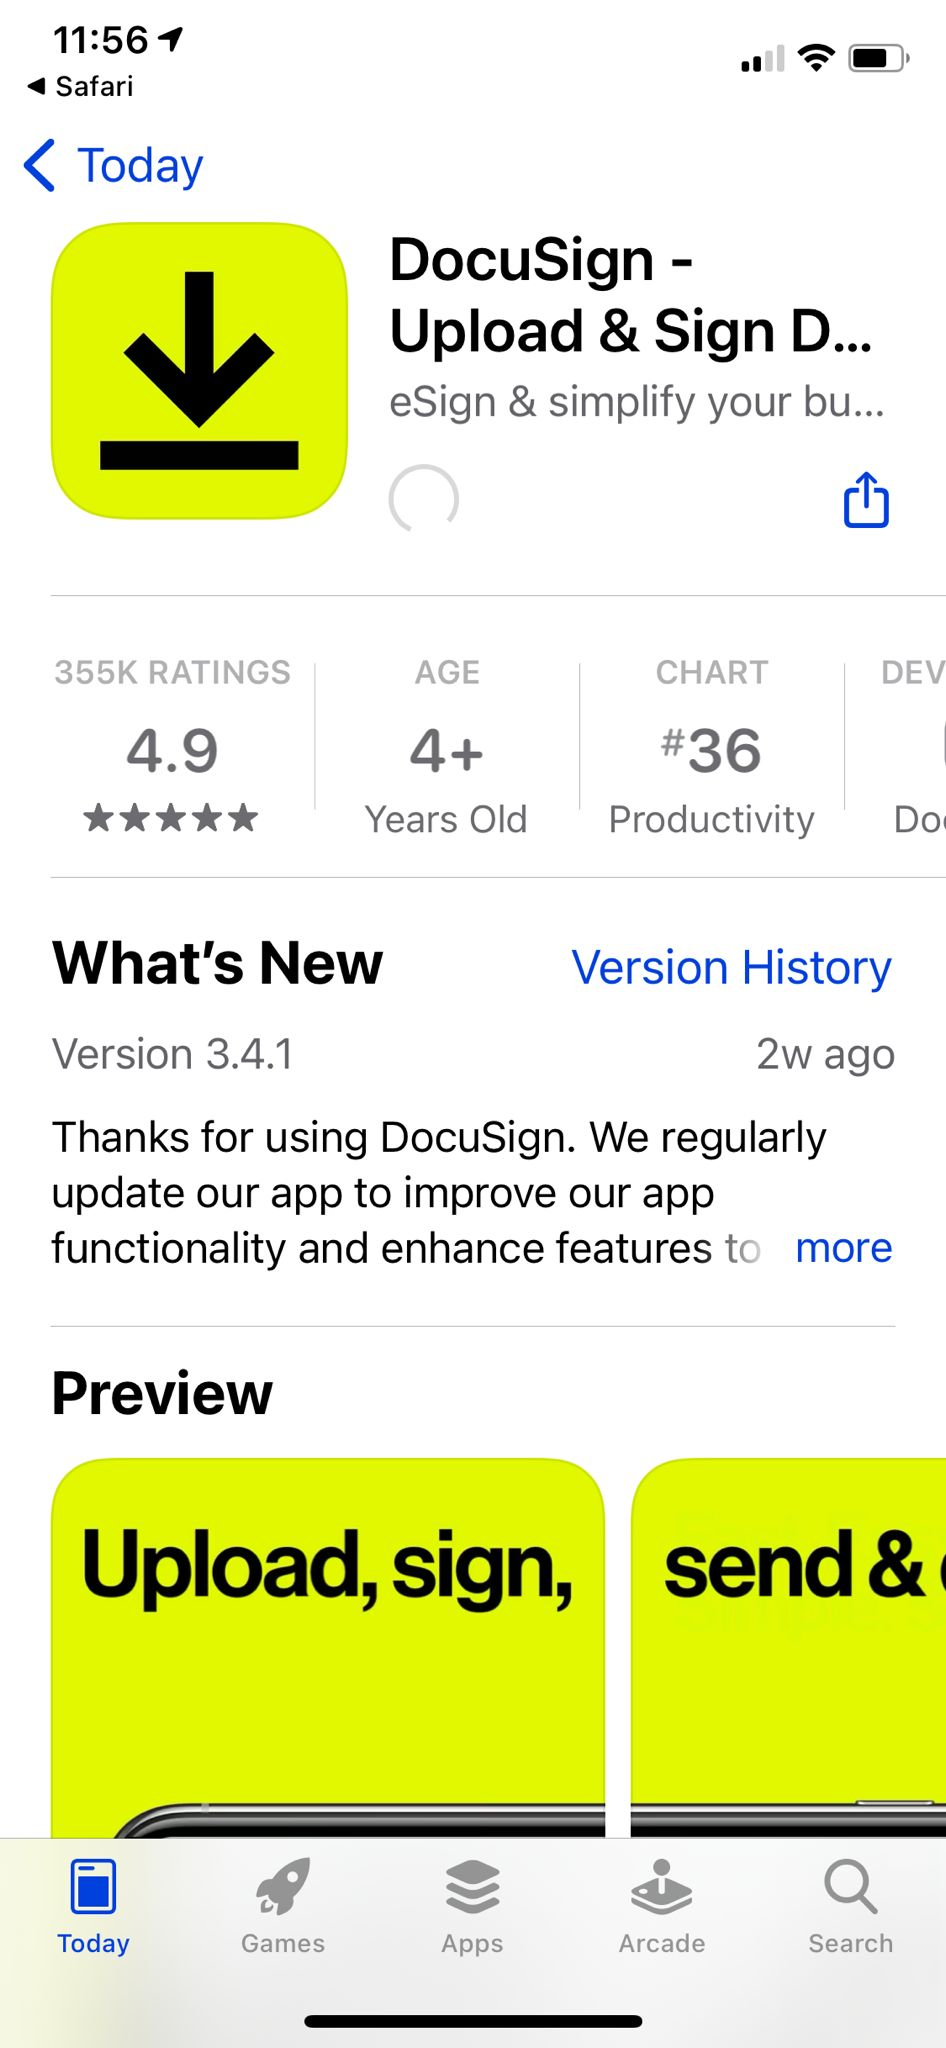 11:56
Safari
Today
DocuSign -
Upload & Sign D...
eSign & simplify your bu...
355K RATINGS
4.9
AGE
4+
Years Old
CHART
#36
Productivity
DEV
Do
What's New
Version History
Version 3.4.1
2w ago
Thanks for using DocuSign. We regularly
update our app to improve our app
functionality and enhance features to
more
Preview
Upload, sign,
send &
Today
Games
Apps
Arcade
Search